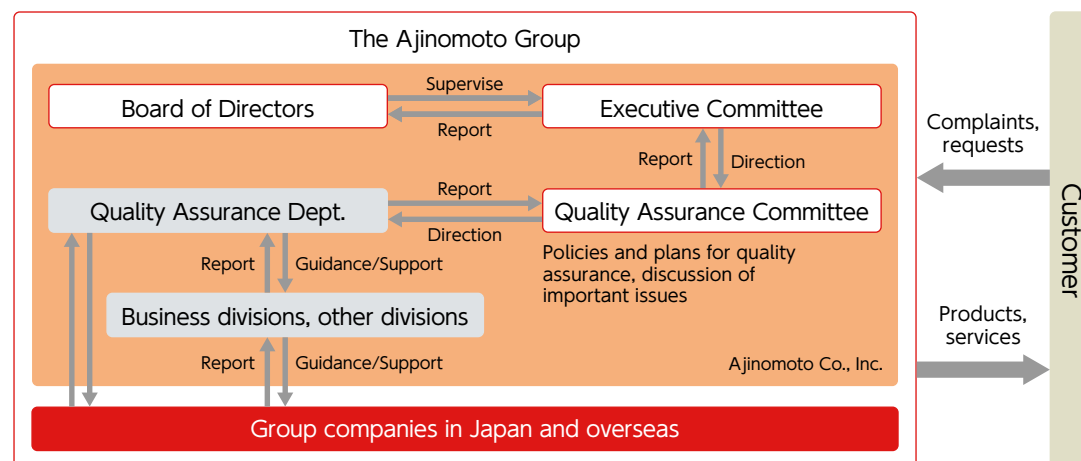 The Ajinomoto Group
Board of Directors
Supervise
Report
Executive Committee
Report
Direction
Quality Assurance Dept.
Report
Direction
Quality Assurance Committee
Policies and plans for quality
assurance, discussion of
important issues
Report
Guidance/Support
Business divisions, other divisions
Report
Guidance/Support
Ajinomoto Co., Inc.
Group companies in Japan and overseas
Complaints,
requests
Products,
services
Customer